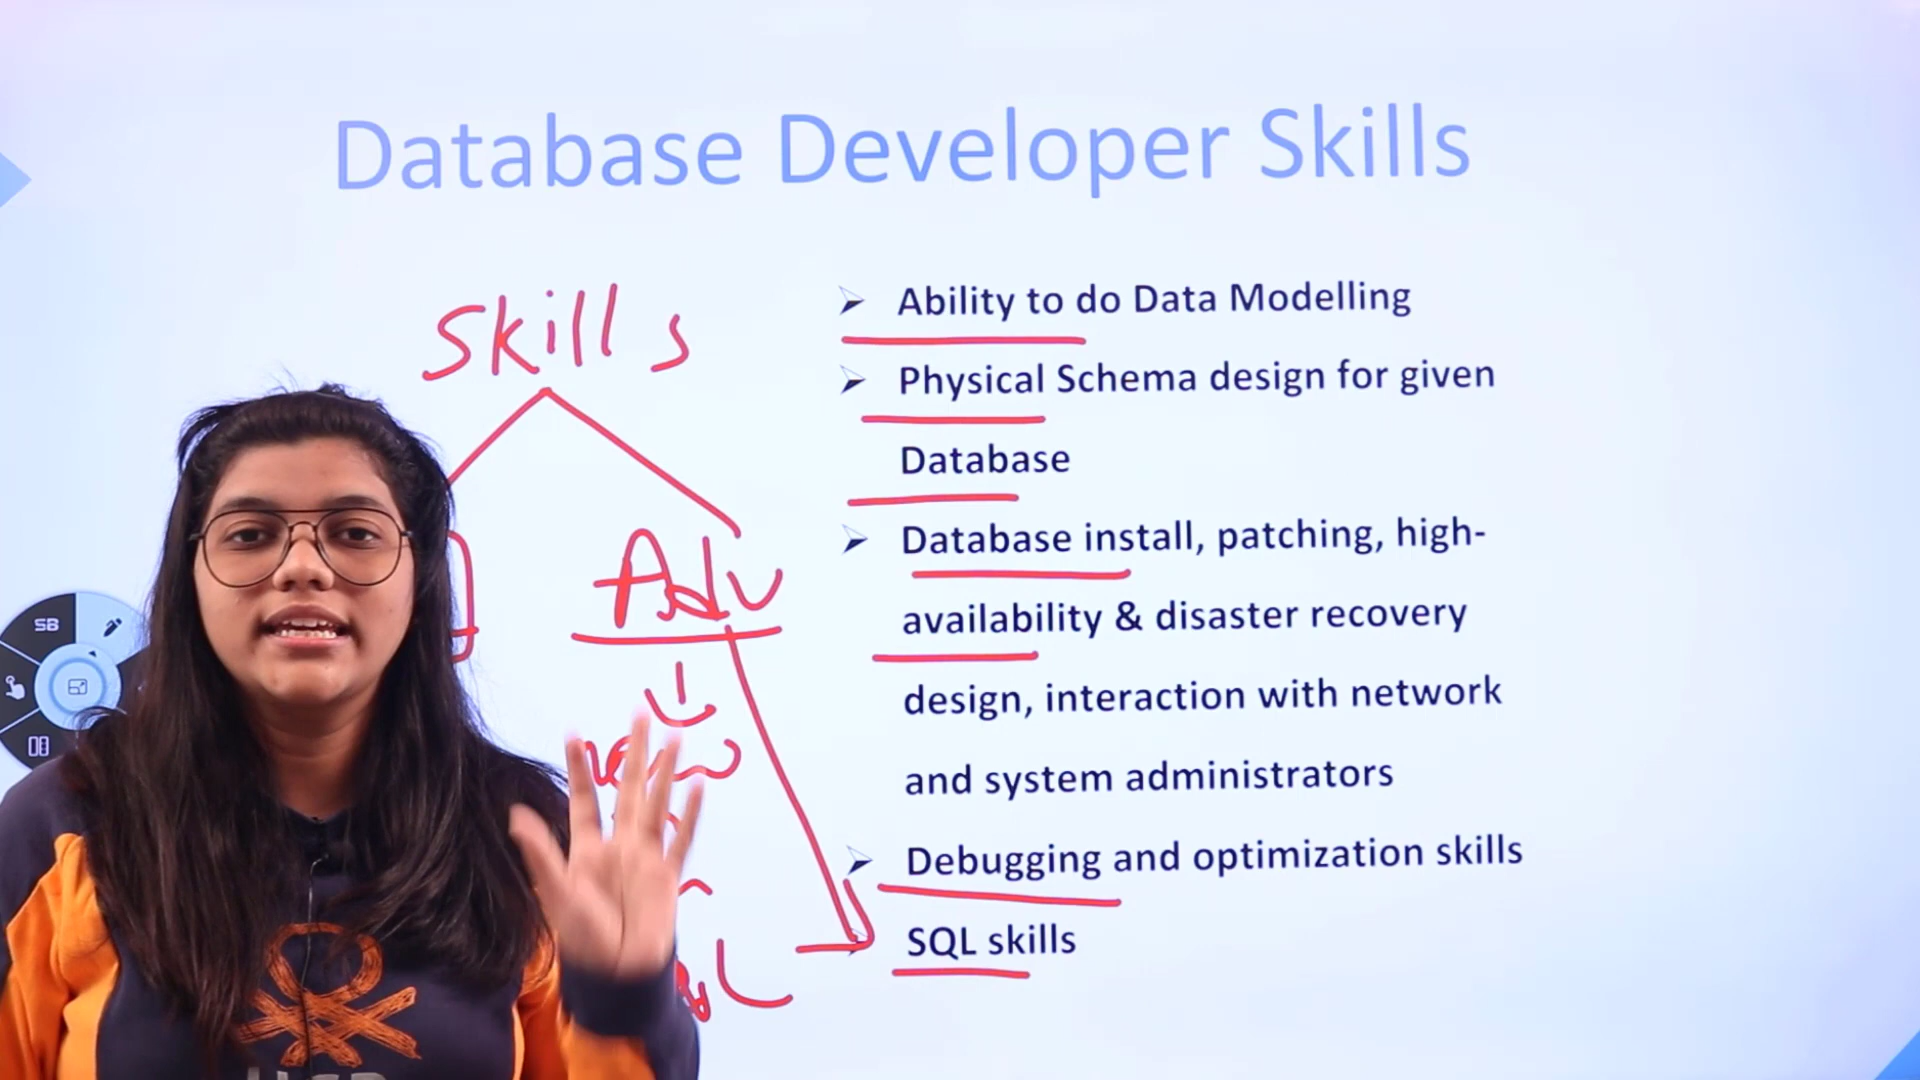 Database Developer Skills
Skills
Adv
new
➢ Ability to do Data Modelling
➢ Physical Schema design for given
Database
➢ Database install, patching, high-
availability & disaster recovery
design, interaction with network
and system administrators
➢ Debugging and optimization skills
SQL skills
SB